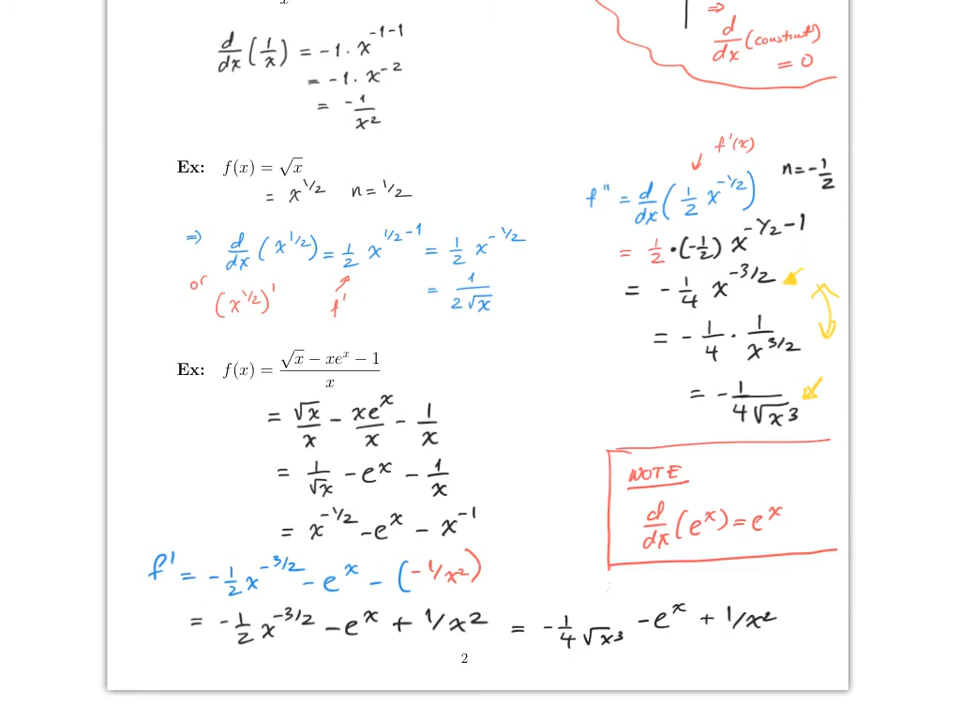 x
d/dx (1/x) = -1 · x^{-1-1}
= -1 · x^{-2}
= -1/x²
⇒
d/dx (constant)
= 0
Ex: f(x) = √x
= x^{1/2} n = 1/2
⇒ d/dx (x^{1/2}) = 1/2 x^{1/2-1} = 1/2 x^{-1/2}
or (x^{1/2})' f' = 1/(2√x)
f'(x)
n = -1/2
f'' = d/dx (1/2 x^{-1/2})
= 1/2 · (-1/2) x^{-1/2-1}
= -1/4 x^{-3/2}
= -1/4 · 1/x^{3/2}
= -1/(4√x³)
Ex: f(x) = (√x − xe^x − 1)/x
= √x/x - xe^x/x - 1/x
= 1/√x - e^x - 1/x
= x^{-1/2} - e^x - x^{-1}
f' = -1/2 x^{-3/2} - e^x - (-1/x²)
= -1/2 x^{-3/2} - e^x + 1/x² = -1/4√x³ - e^x + 1/x²
NOTE
d/dx (e^x) = e^x
2